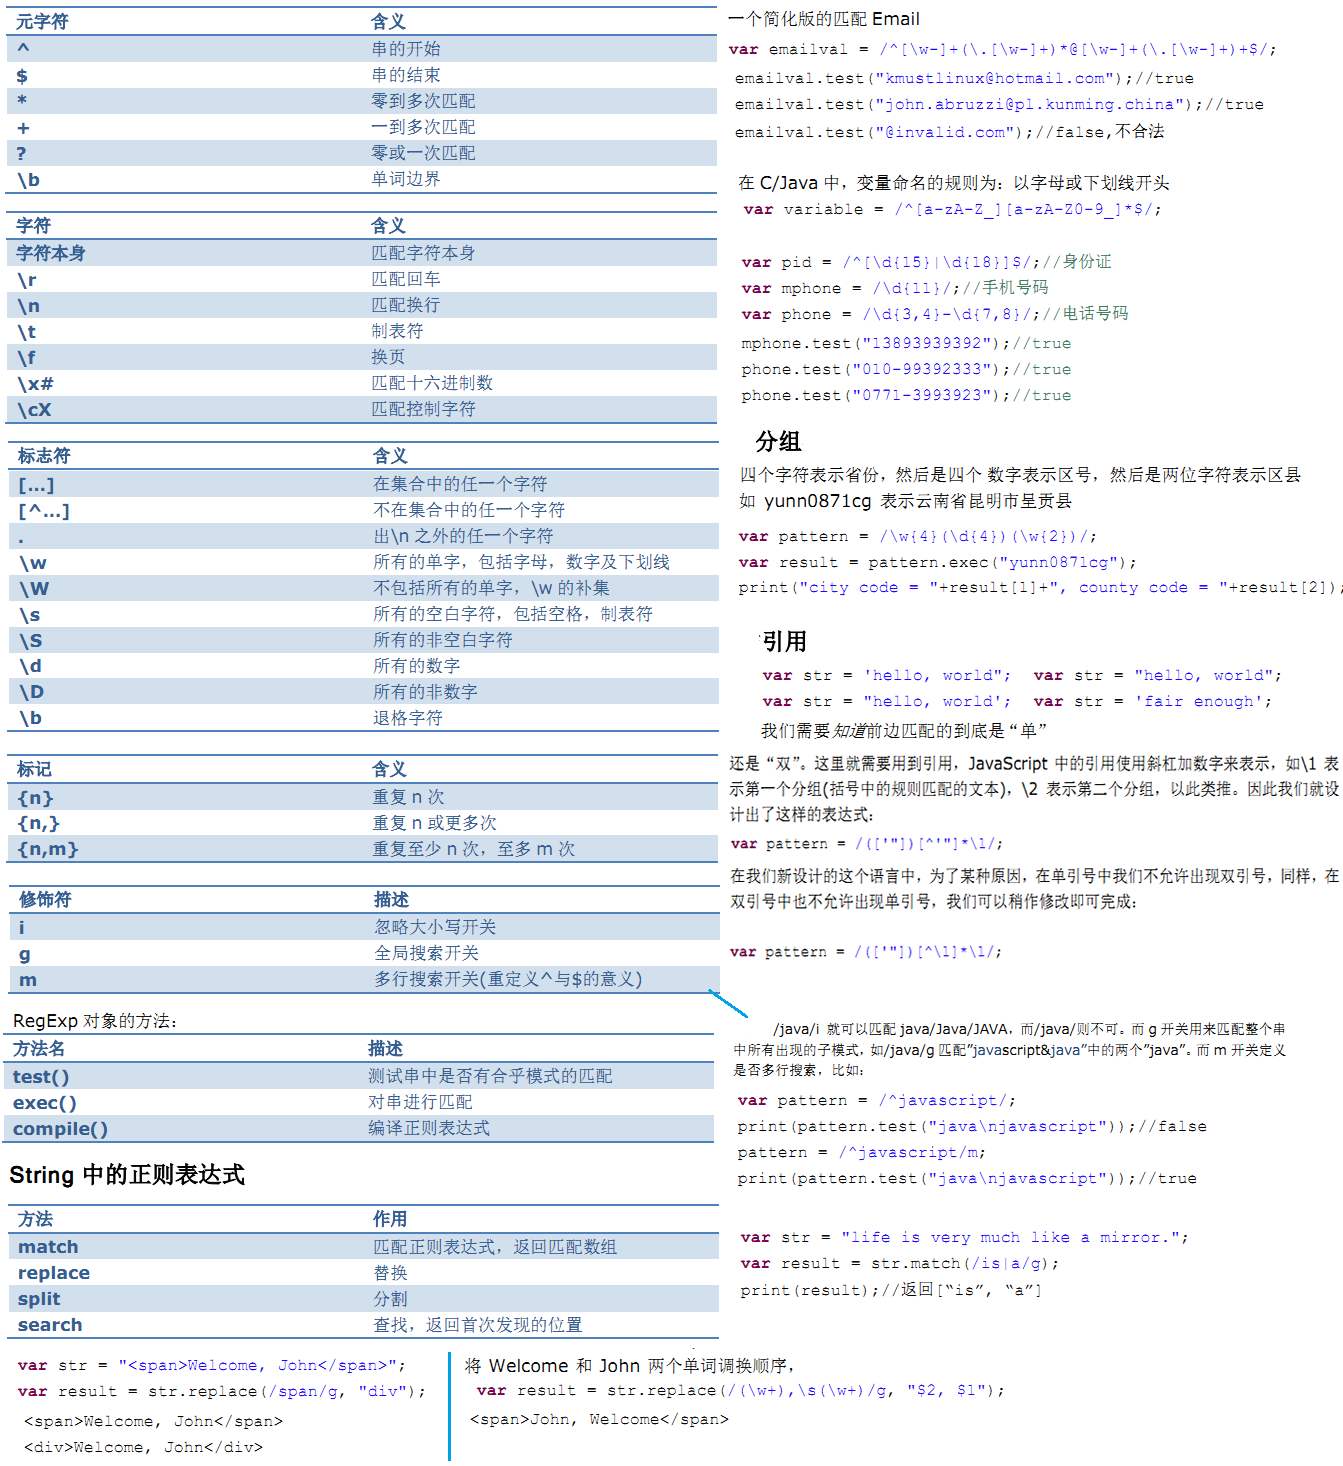 元字符 含义
^ 串的开始
$ 串的结束
* 零到多次匹配
+ 一到多次匹配
? 零或一次匹配
\b 单词边界
字符 含义
字符本身 匹配字符本身
\r 匹配回车
\n 匹配换行
\t 制表符
\f 换页
\x# 匹配十六进制数
\cX 匹配控制字符
标志符 含义
[...] 在集合中的任一个字符
[^...] 不在集合中的任一个字符
. 出\n 之外的任一个字符
\w 所有的单字，包括字母，数字及下划线
\W 不包括所有的单字，\w 的补集
\s 所有的空白字符，包括空格，制表符
\S 所有的非空白字符
\d 所有的数字
\D 所有的非数字
\b 退格字符
标记 含义
{n} 重复 n 次
{n,} 重复 n 或更多次
{n,m} 重复至少 n 次，至多 m 次
修饰符 描述
i 忽略大小写开关
g 全局搜索开关
m 多行搜索开关(重定义^与$的意义)
RegExp 对象的方法：
方法名 描述
test() 测试串中是否有合乎模式的匹配
exec() 对串进行匹配
compile() 编译正则表达式
String 中的正则表达式
方法 作用
match 匹配正则表达式，返回匹配数组
replace 替换
split 分割
search 查找，返回首次发现的位置
var str = "<span>Welcome, John</span>";
var result = str.replace(/span/g, "div");
<span>Welcome, John</span>
<div>Welcome, John</div>
一个简化版的匹配 Email
var emailval = /^[\w-]+(\.[\w-]+)*@[\w-]+(\.[\w-]+)+$/;
emailval.test("kmustlinux@hotmail.com");//true
emailval.test("john.abruzzi@pl.kunming.china");//true
emailval.test("@invalid.com");//false,不合法
在 C/Java 中，变量命名的规则为：以字母或下划线开头
var variable = /^[a-zA-Z_][a-zA-Z0-9_]*$/;
var pid = /^[\d{15}|\d{18}]$/;//身份证
var mphone = /\d{11}/;//手机号码
var phone = /\d{3,4}-\d{7,8}/;//电话号码
mphone.test("13893939392");//true
phone.test("010-99392333");//true
phone.test("0771-3993923");//true
分组
四个字符表示省份，然后是四个 数字表示区号，然后是两位字符表示区县
如 yunn0871cg 表示云南省昆明市呈贡县
var pattern = /\w{4}(\d{4})(\w{2})/;
var result = pattern.exec("yunn0871cg");
print("city code = "+result[1]+", county code = "+result[2]);
引用
var str = 'hello, world"; var str = "hello, world";
var str = "hello, world'; var str = 'fair enough';
我们需要知道前边匹配的到底是“单”
还是“双”。这里就需要用到引用，JavaScript 中的引用使用斜杠加数字来表示，如\1 表
示第一个分组(括号中的规则匹配的文本)，\2 表示第二个分组，以此类推。因此我们就设
计出了这样的表达式：
var pattern = /(['"])[^'"]*\1/;
在我们新设计的这个语言中，为了某种原因，在单引号中我们不允许出现双引号，同样，在
双引号中也不允许出现单引号，我们可以稍作修改即可完成：
var pattern = /(['"])[^\1]*\1/;
/java/i 就可以匹配 java/Java/JAVA，而/java/则不可。而 g 开关用来匹配整个串
中所有出现的子模式，如/java/g 匹配”javascript&java”中的两个”java”。而 m 开关定义
是否多行搜索，比如：
var pattern = /^javascript/;
print(pattern.test("java\njavascript"));//false
pattern = /^javascript/m;
print(pattern.test("java\njavascript"));//true
var str = "life is very much like a mirror.";
var result = str.match(/is|a/g);
print(result);//返回[“is”, “a”]
将 Welcome 和 John 两个单词调换顺序，
var result = str.replace(/(\w+),\s(\w+)/g, "$2, $1");
<span>John, Welcome</span>